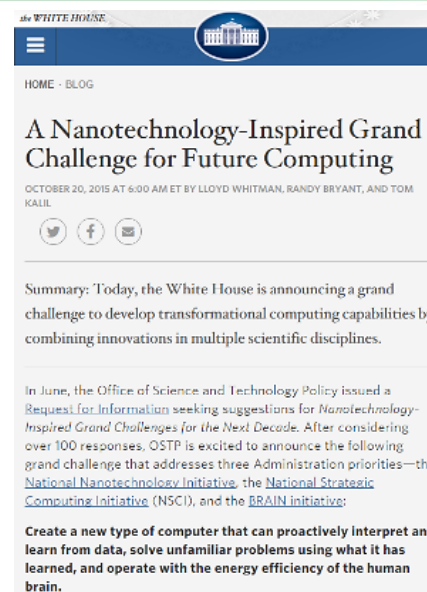 the WHITE HOUSE
HOME · BLOG
A Nanotechnology-Inspired Grand
Challenge for Future Computing
OCTOBER 20, 2015 AT 6:00 AM ET BY LLOYD WHITMAN, RANDY BRYANT, AND TOM
KALIL
Summary: Today, the White House is announcing a grand
challenge to develop transformational computing capabilities b
combining innovations in multiple scientific disciplines.
In June, the Office of Science and Technology Policy issued a
Request for Information seeking suggestions for Nanotechnology-
Inspired Grand Challenges for the Next Decade. After considering
over 100 responses, OSTP is excited to announce the following
grand challenge that addresses three Administration priorities—th
National Nanotechnology Initiative, the National Strategic
Computing Initiative (NSCI), and the BRAIN initiative:
Create a new type of computer that can proactively interpret an
learn from data, solve unfamiliar problems using what it has
learned, and operate with the energy efficiency of the human
brain.